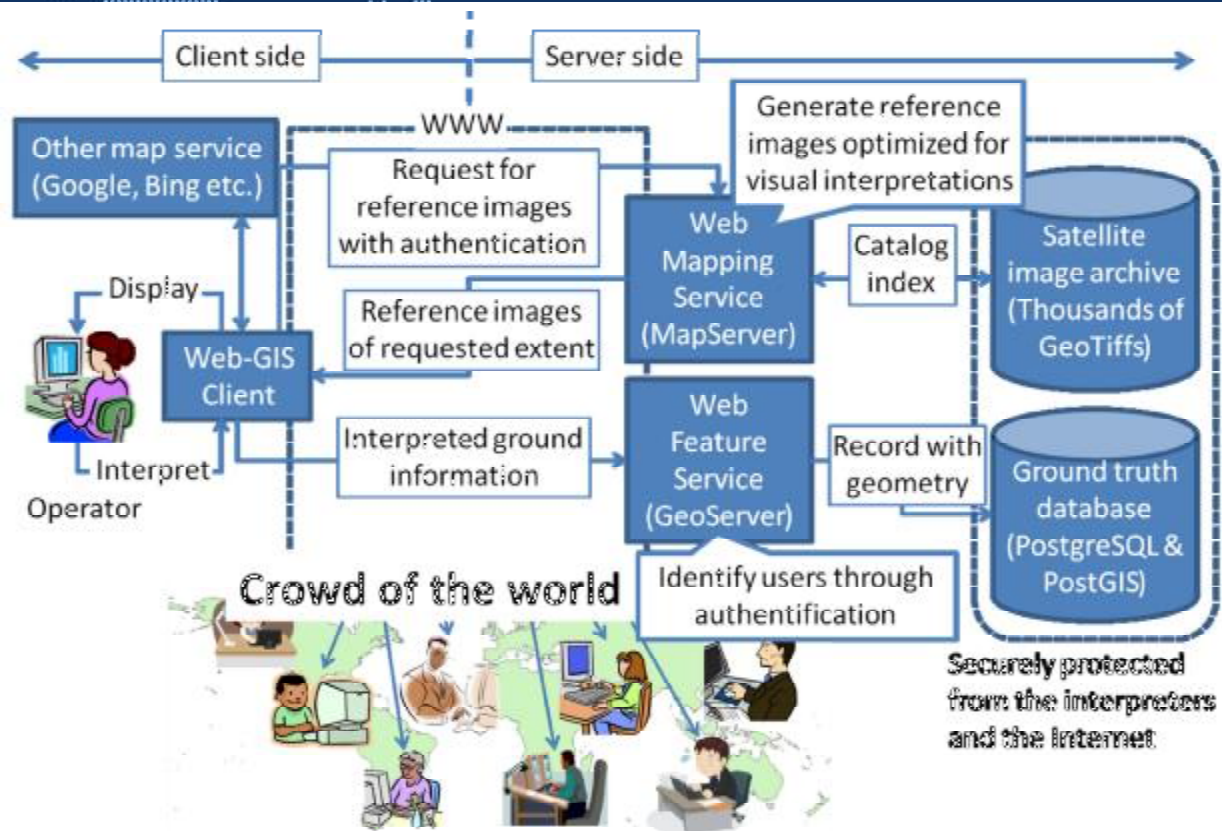 Client side
Server side
WWW
Other map service
(Google, Bing etc.)
Request for
reference images
with authentication
Generate reference
images optimized for
visual interpretations
Web
Mapping
Service
(MapServer)
Catalog
index
Satellite
image archive
(Thousands of
GeoTiffs)
Display
Reference images
of requested extent
Web-GIS
Client
Interpret
Operator
Interpreted ground
information
Web
Feature
Service
(GeoServer)
Record with
geometry
Ground truth
database
(PostgreSQL &
PostGIS)
Identify users through
authentification
Crowd of the world
Securely protected
from the interpreters
and the Internet